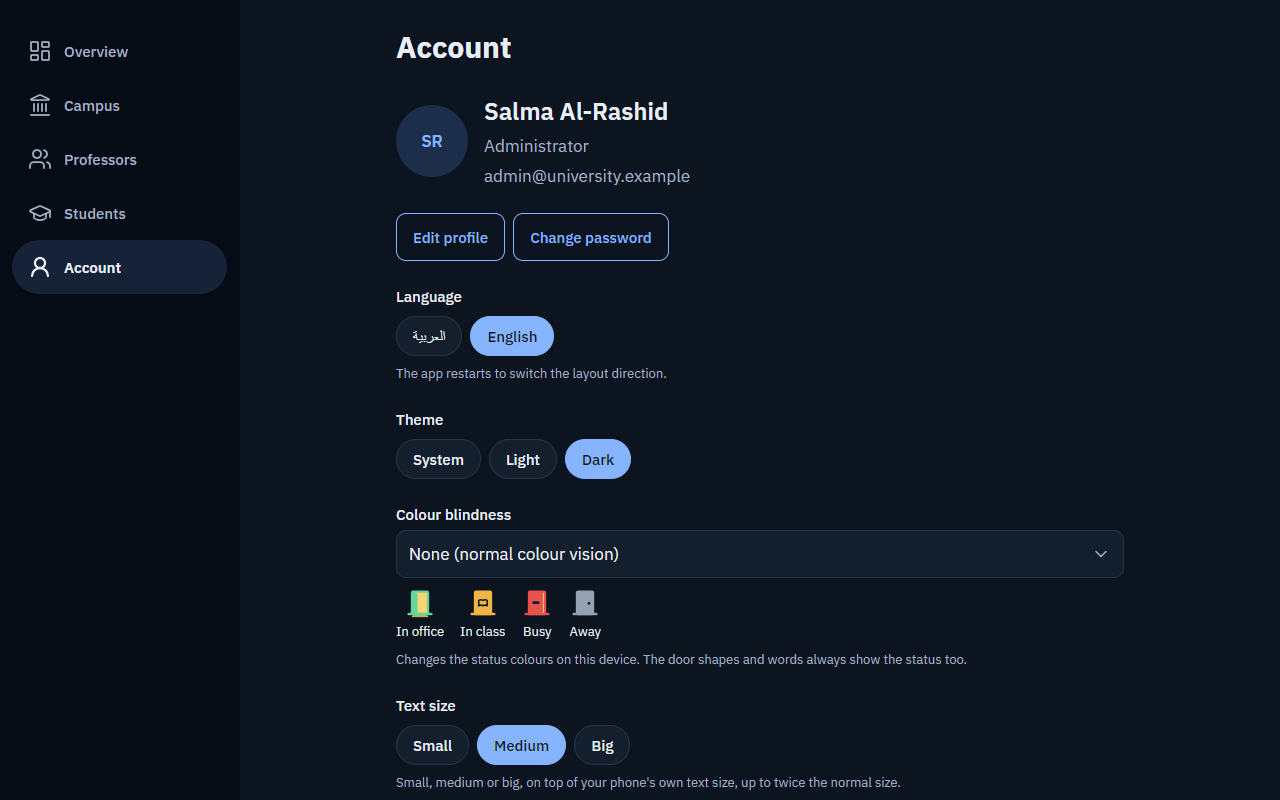 Overview
Campus
Professors
Students
Account
Account
SR
Salma Al-Rashid
Administrator
admin@university.example
Edit profile
Change password
Language
العربية
English
The app restarts to switch the layout direction.
Theme
System
Light
Dark
Colour blindness
None (normal colour vision)
In office
In class
Busy
Away
Changes the status colours on this device. The door shapes and words always show the status too.
Text size
Small
Medium
Big
Small, medium or big, on top of your phone's own text size, up to twice the normal size.